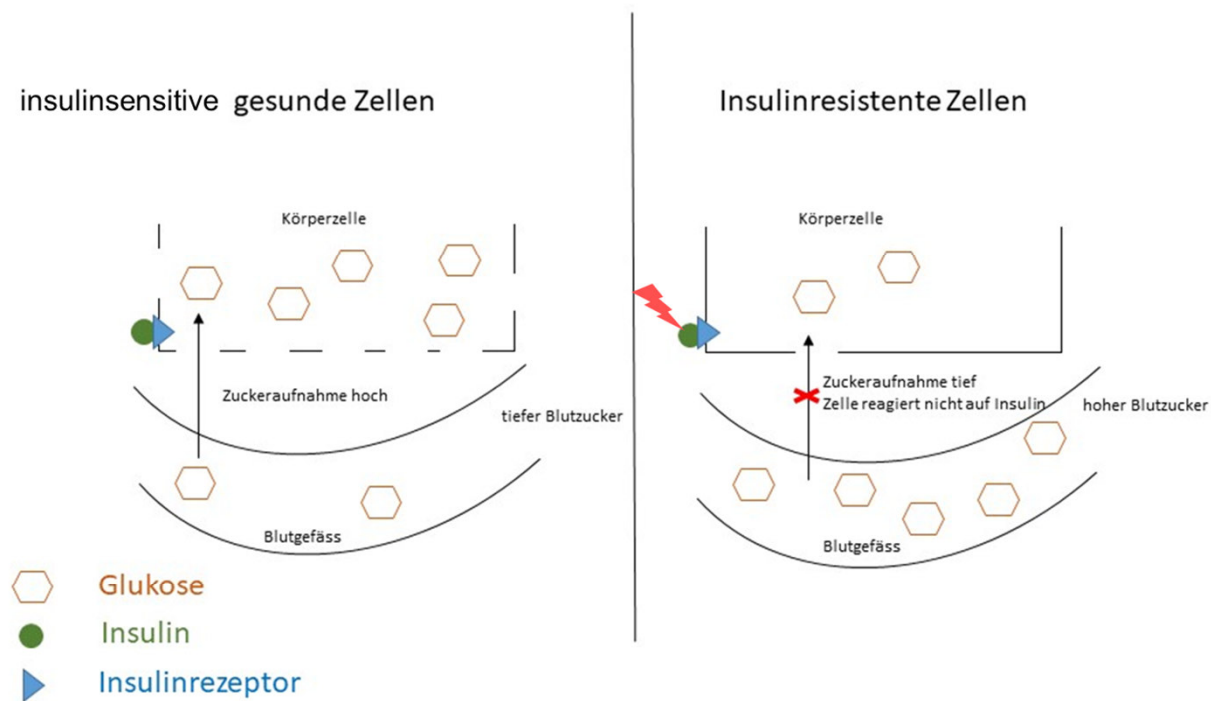 insulinsensitive gesunde Zellen
Körperzelle
Zuckeraufnahme hoch
tiefer Blutzucker
Blutgefäss
Glukose
Insulin
Insulinrezeptor
Insulinresistente Zellen
Körperzelle
Zuckeraufnahme tief
Zelle reagiert nicht auf Insulin
hoher Blutzucker
Blutgefäss